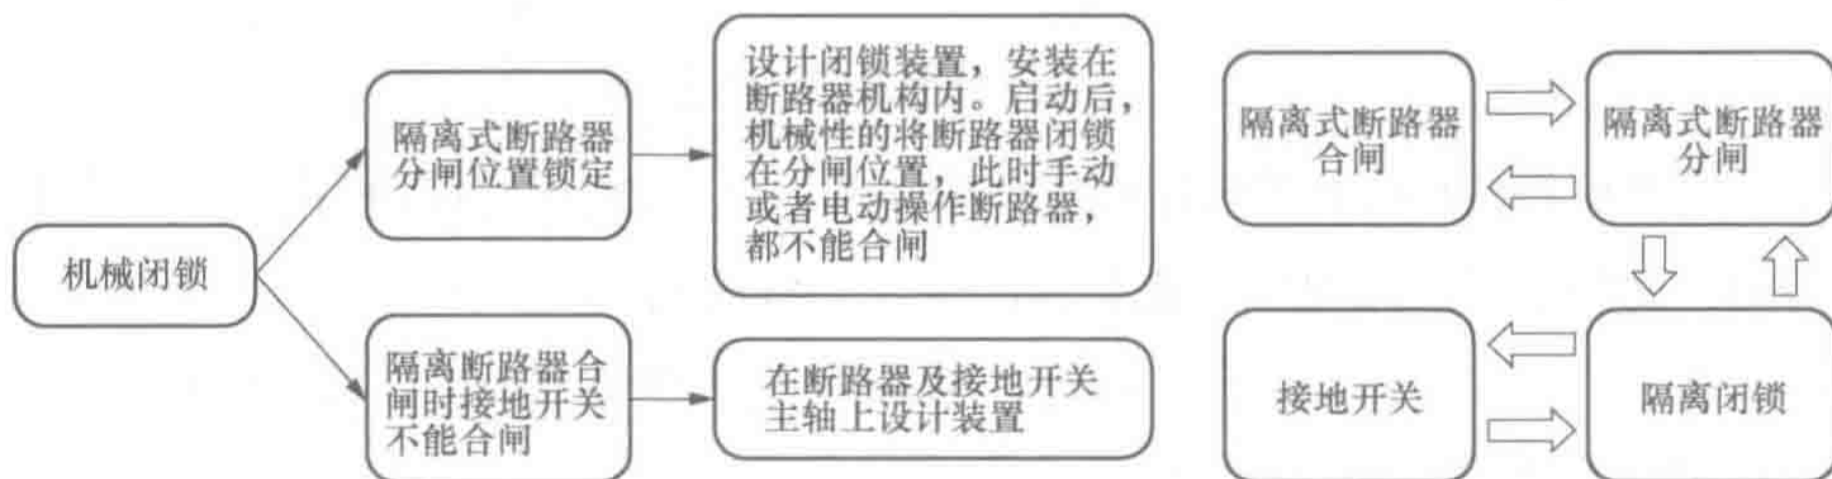 机械闭锁
隔离式断路器
分闸位置锁定
设计闭锁装置，安装在
断路器机构内。启动后，
机械性的将断路器闭锁
在分闸位置，此时手动
或者电动操作断路器，
都不能合闸
隔离断路器合
闸时接地开关
不能合闸
在断路器及接地开关
主轴上设计装置
隔离式断路器
合闸
隔离式断路器
分闸
接地开关
隔离闭锁